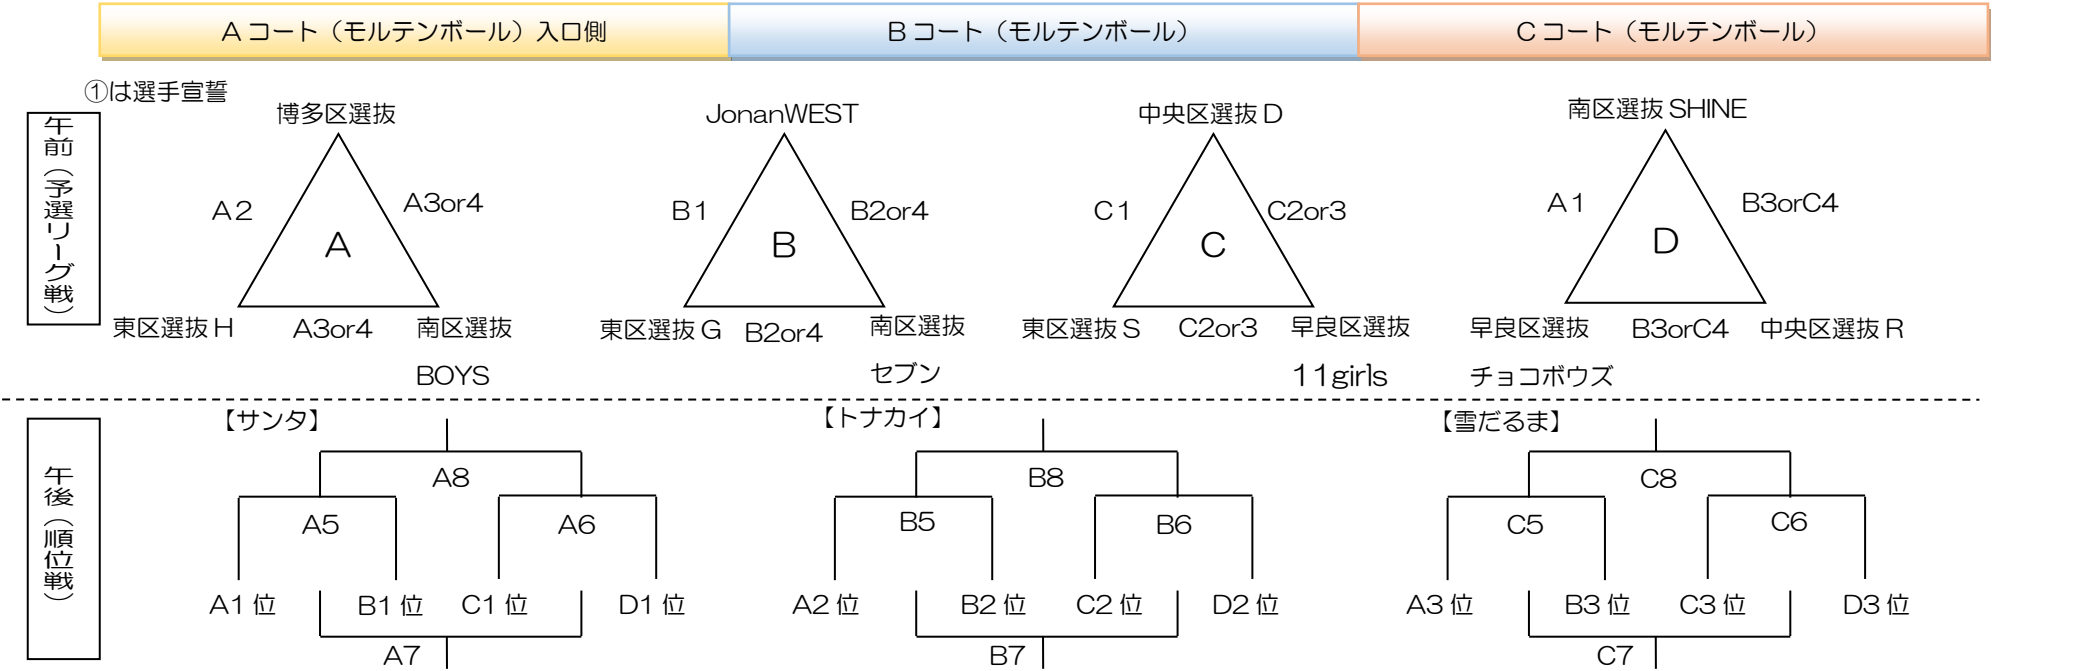 Aコート（モルテンボール）入口側
Bコート（モルテンボール）
Cコート（モルテンボール）
①は選手宣誓
午前（予選リーグ戦）
博多区選抜
A2
A3or4
A
東区選抜H
A3or4
南区選抜
BOYS
JonanWEST
B1
B2or4
B
東区選抜G
B2or4
南区選抜
セブン
中央区選抜D
C1
C2or3
C
東区選抜S
C2or3
早良区選抜
11girls
南区選抜SHINE
A1
B3orC4
D
早良区選抜
チョコボウズ
B3orC4
中央区選抜R
午後（順位戦）
【サンタ】
A8
A5
A6
A1位
B1位
C1位
D1位
A7
【トナカイ】
B8
B5
B6
A2位
B2位
C2位
D2位
B7
【雪だるま】
C8
C5
C6
A3位
B3位
C3位
D3位
C7